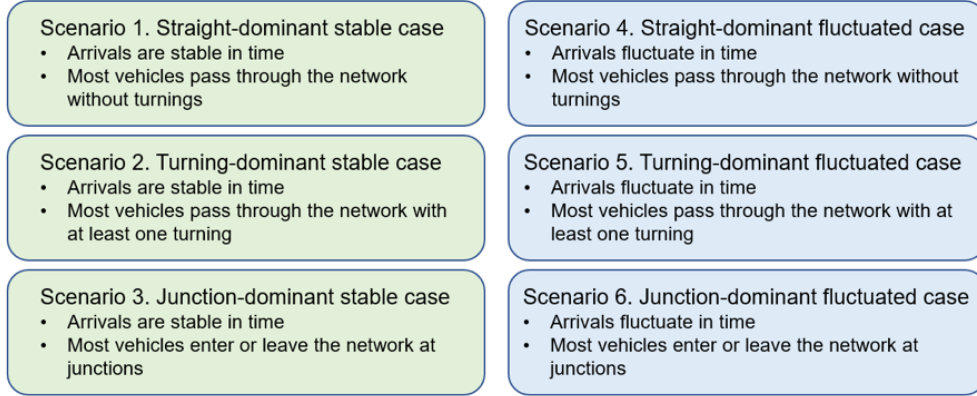 Scenario 1. Straight-dominant stable case
• Arrivals are stable in time
• Most vehicles pass through the network
without turnings
Scenario 2. Turning-dominant stable case
• Arrivals are stable in time
• Most vehicles pass through the network with
at least one turning
Scenario 3. Junction-dominant stable case
• Arrivals are stable in time
• Most vehicles enter or leave the network at
junctions
Scenario 4. Straight-dominant fluctuated case
• Arrivals fluctuate in time
• Most vehicles pass through the network without
turnings
Scenario 5. Turning-dominant fluctuated case
• Arrivals fluctuate in time
• Most vehicles pass through the network with at
least one turning
Scenario 6. Junction-dominant fluctuated case
• Arrivals fluctuate in time
• Most vehicles enter or leave the network at
junctions